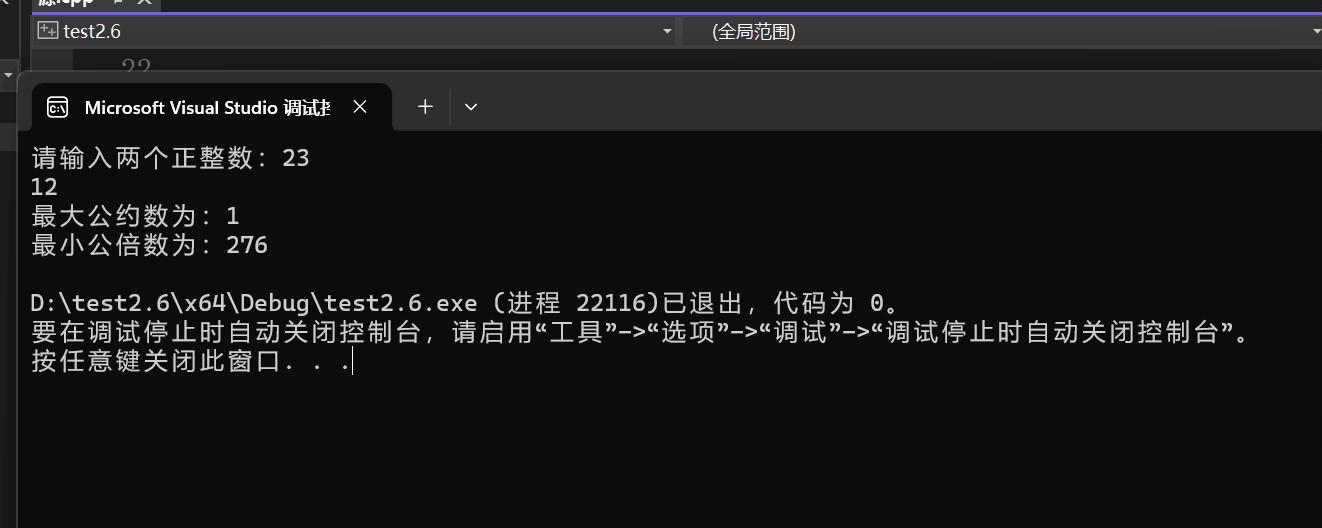 test2.6
(全局范围)
22
Microsoft Visual Studio 调试
请输入两个正整数：23
12
最大公约数为：1
最小公倍数为：276
D:\test2.6\x64\Debug\test2.6.exe (进程 22116)已退出，代码为 0。
要在调试停止时自动关闭控制台，请启用“工具”->“选项”->“调试”->“调试停止时自动关闭控制台”。
按任意键关闭此窗口. . .